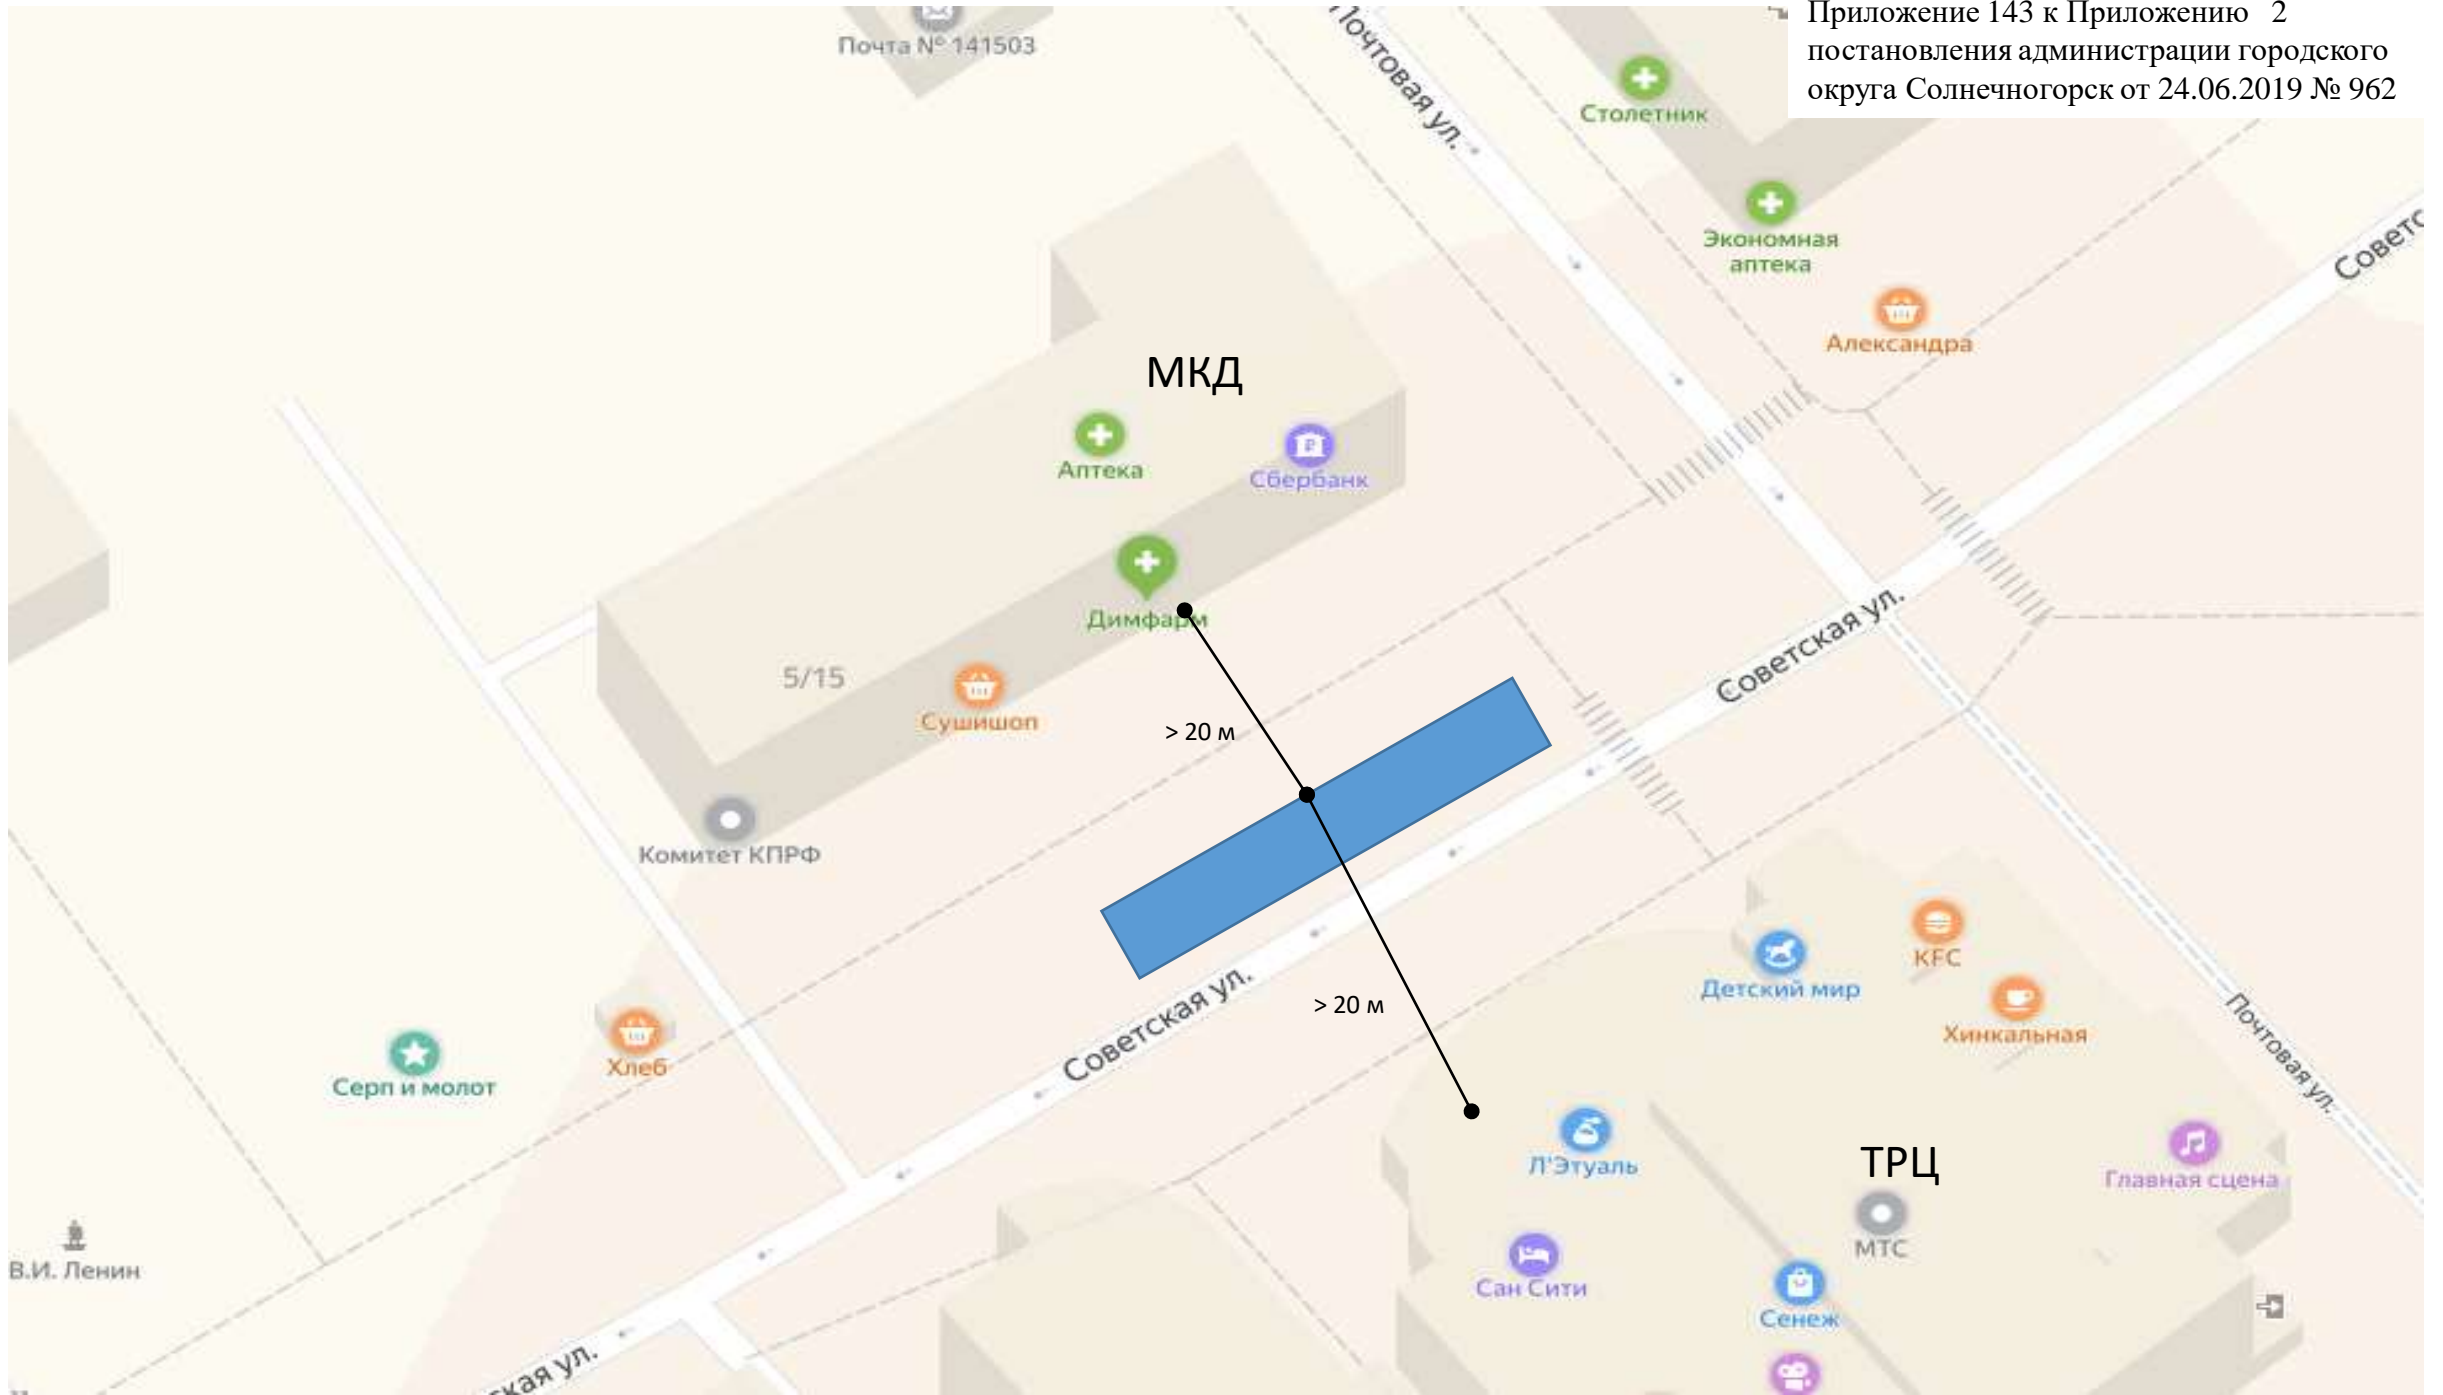 Приложение 143 к Приложению 2
постановления администрации городского
округа Солнечногорск от 24.06.2019 № 962
Почта № 141503
Почтовая ул.
Столетник
Экономная
аптека
Советс
Александра
МКД
Аптека
Сбербанк
Димфарм
Советская ул.
5/15
Сушишоп
> 20 м
Комитет КПРФ
KFC
Детский мир
Хинкальная
> 20 м
Советская ул.
Почтовая ул.
Хлеб
Серп и молот
Л'Этуаль
ТРЦ
Главная сцена
МТС
В.И. Ленин
Сан Сити
Сенеж
ская ул.